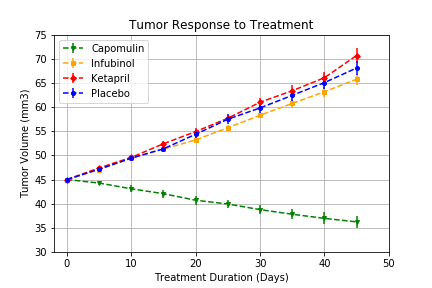 Tumor Response to Treatment
75
70
65
60
55
50
45
40
35
30
Tumor Volume (mm3)
Capomulin
Infubinol
Ketapril
Placebo
0 10 20 30 40 50
Treatment Duration (Days)